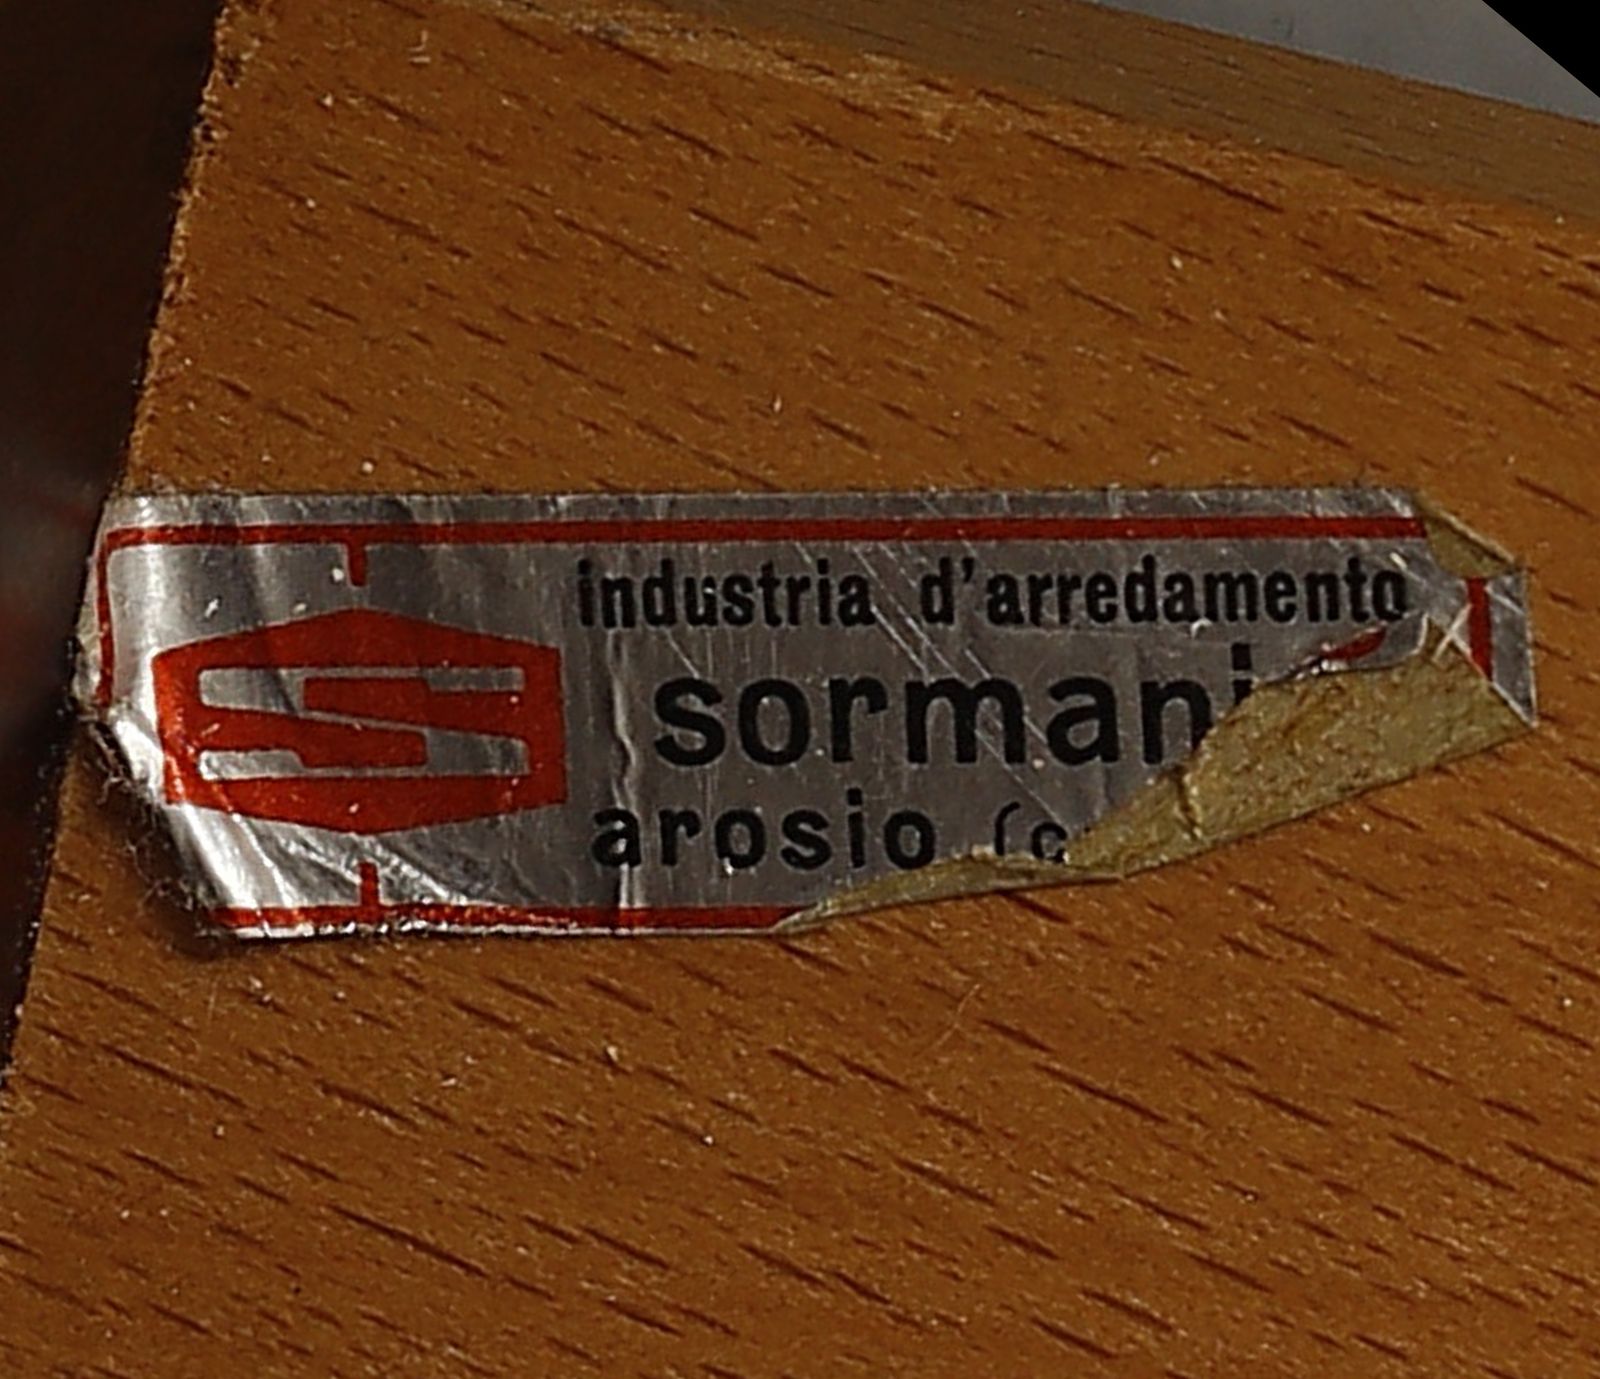 industria d'arredamento
S sormani
arosio (c